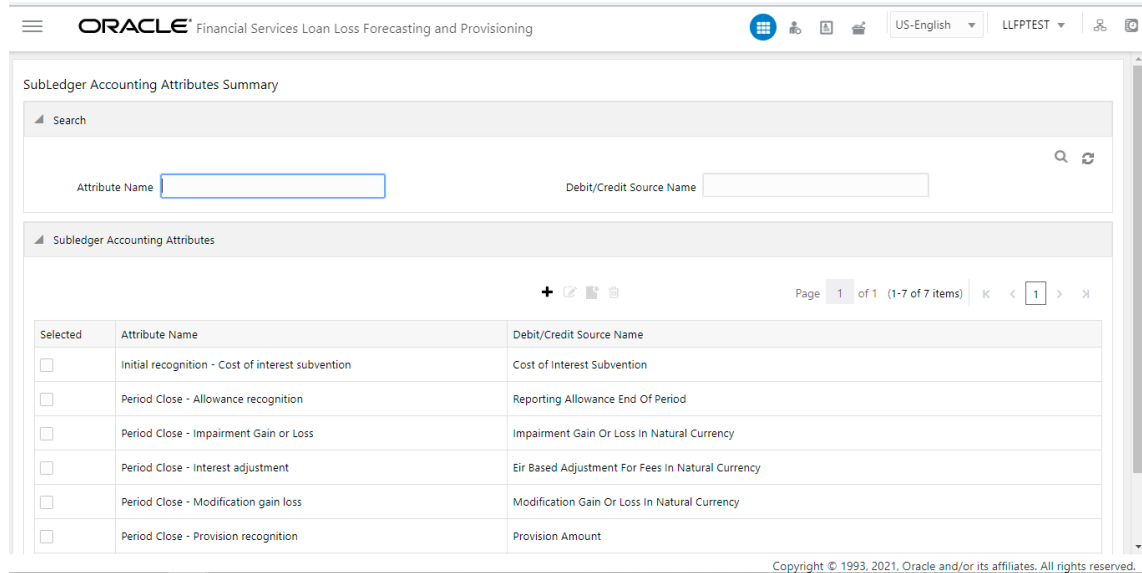 ORACLE® Financial Services Loan Loss Forecasting and Provisioning
US-English
LLFPTEST
SubLedger Accounting Attributes Summary
Search
Attribute Name
Debit/Credit Source Name
Subledger Accounting Attributes
Page 1 of 1 (1-7 of 7 items) K < 1 > X
Selected Attribute Name Debit/Credit Source Name
Initial recognition - Cost of interest subvention Cost of Interest Subvention
Period Close - Allowance recognition Reporting Allowance End Of Period
Period Close - Impairment Gain or Loss Impairment Gain Or Loss In Natural Currency
Period Close - Interest adjustment Eir Based Adjustment For Fees In Natural Currency
Period Close - Modification gain loss Modification Gain Or Loss In Natural Currency
Period Close - Provision recognition Provision Amount
Copyright © 1993, 2021, Oracle and/or its affiliates. All rights reserved.